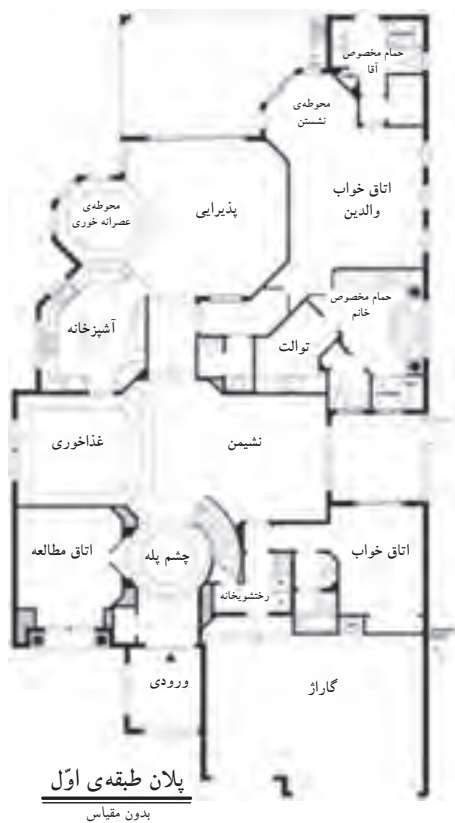 حمام مخصوص
آقا
محوطه‌ی
نشستن
اتاق خواب
والدین
پذیرایی
محوطه‌ی
عصرانه خوری
حمام مخصوص
خانم
آشپزخانه
توالت
نشیمن
غذاخوری
اتاق خواب
چشم پله
اتاق مطالعه
رختشویخانه
ورودی
گاراژ
پلان طبقه‌ی اوّل
بدون مقیاس